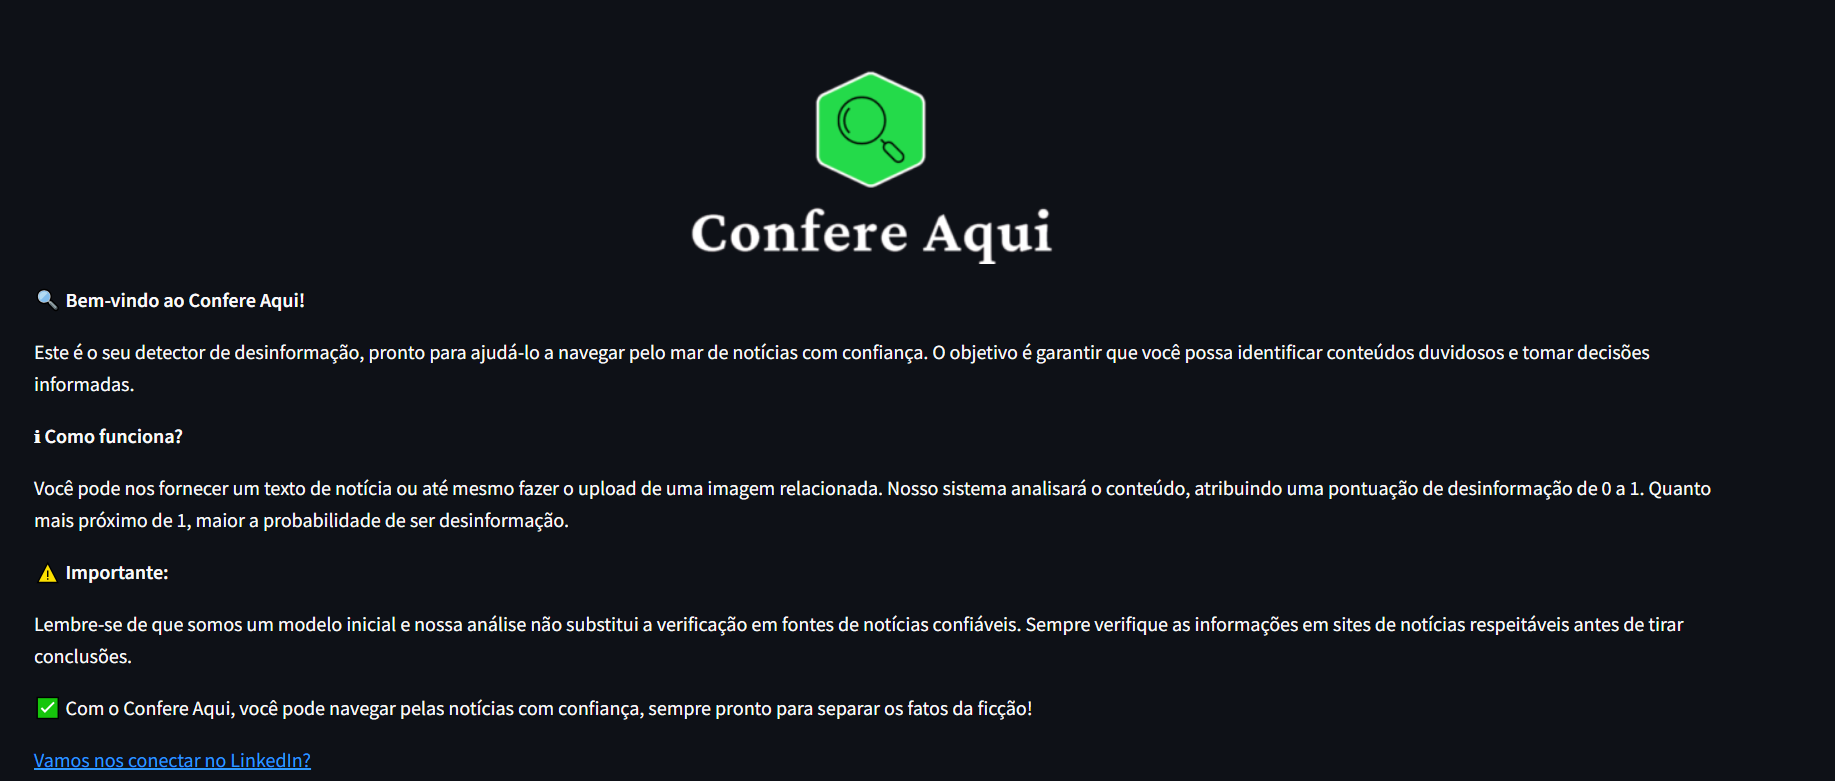 Confere Aqui
🔍 Bem-vindo ao Confere Aqui!
Este é o seu detector de desinformação, pronto para ajudá-lo a navegar pelo mar de notícias com confiança. O objetivo é garantir que você possa identificar conteúdos duvidosos e tomar decisões
informadas.
ℹ Como funciona?
Você pode nos fornecer um texto de notícia ou até mesmo fazer o upload de uma imagem relacionada. Nosso sistema analisará o conteúdo, atribuindo uma pontuação de desinformação de 0 a 1. Quanto
mais próximo de 1, maior a probabilidade de ser desinformação.
⚠️ Importante:
Lembre-se de que somos um modelo inicial e nossa análise não substitui a verificação em fontes de notícias confiáveis. Sempre verifique as informações em sites de notícias respeitáveis antes de tirar
conclusões.
✅ Com o Confere Aqui, você pode navegar pelas notícias com confiança, sempre pronto para separar os fatos da ficção!
Vamos nos conectar no LinkedIn?